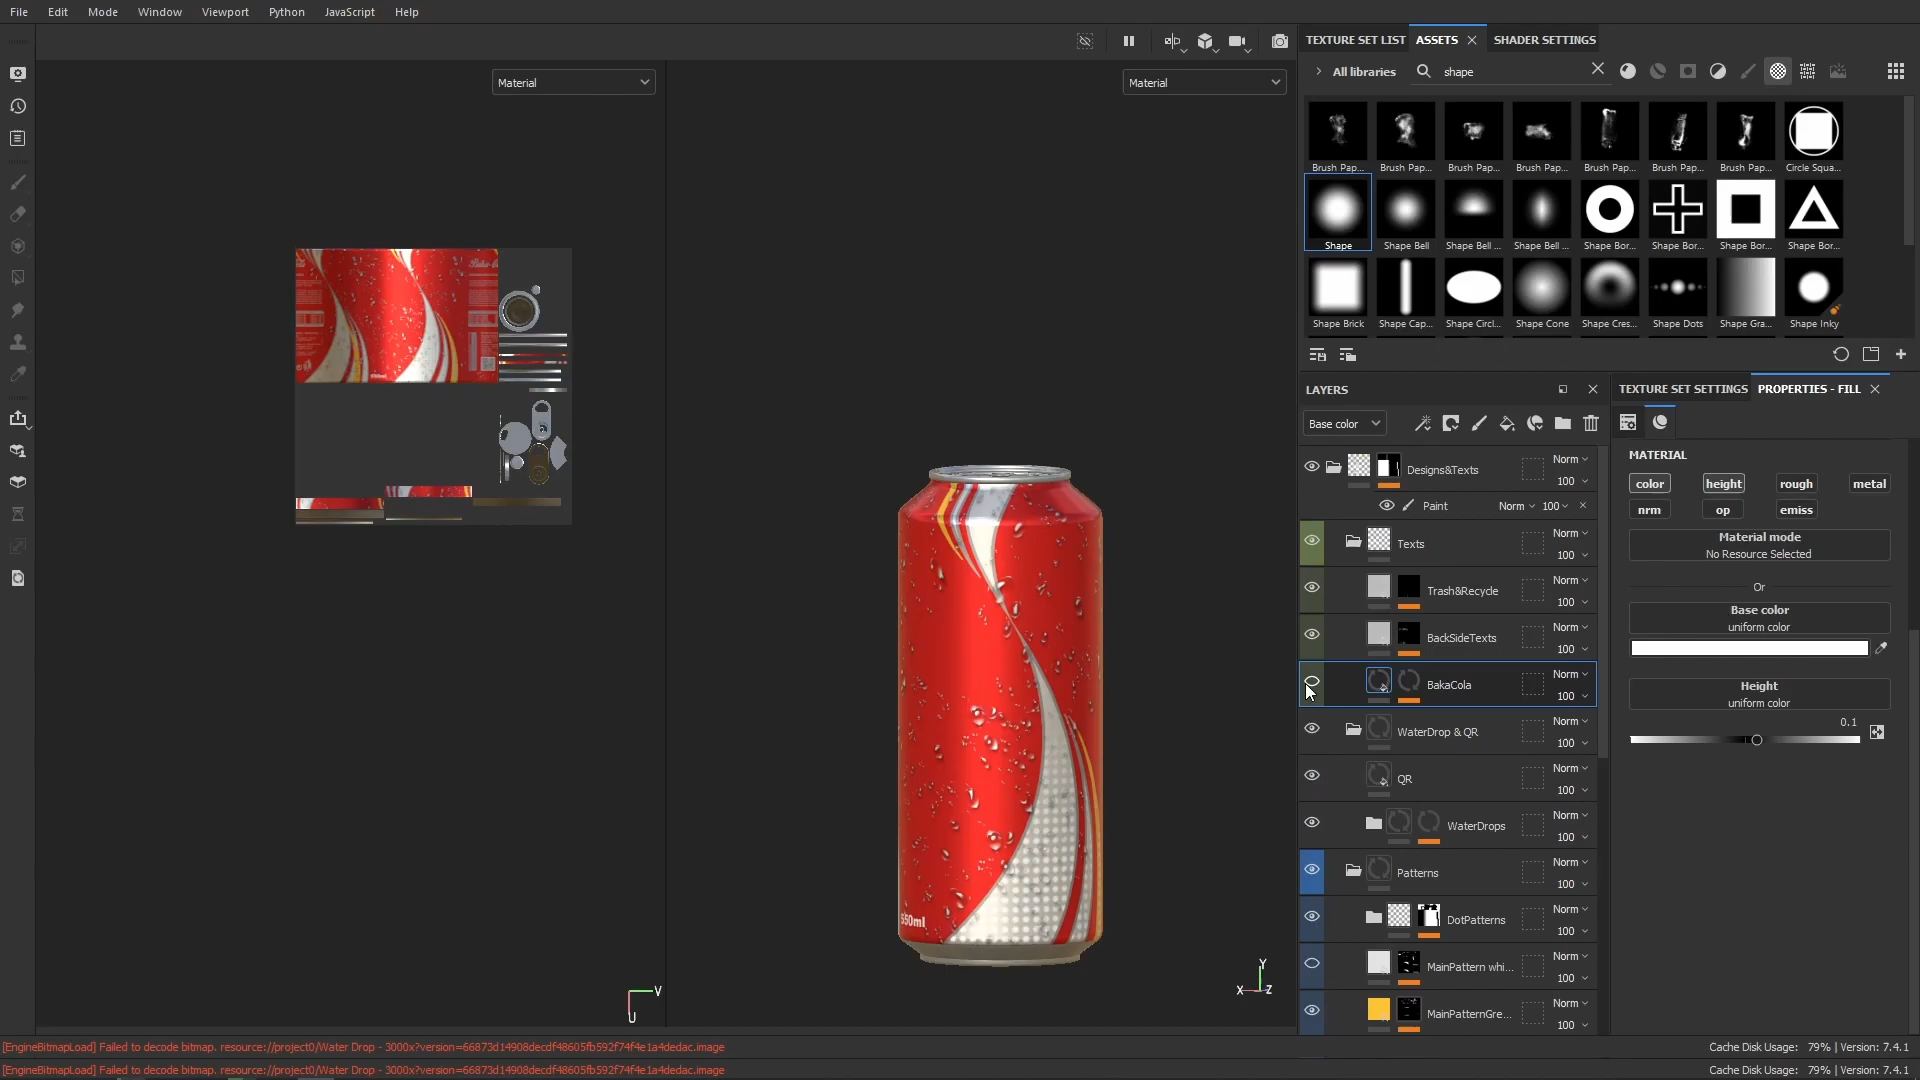 File Edit Mode Window Viewport Python JavaScript Help
TEXTURE SET LIST ASSETS SHADER SETTINGS
Material
Material
All libraries shape
Brush Pap... Brush Pap... Brush Pap... Brush Pap... Brush Pap... Brush Pap... Brush Pap... Circle Squa...
Shape Shape Bell Shape Bell ... Shape Bell ... Shape Bor... Shape Bor... Shape Bor... Shape Bor...
Shape Brick Shape Cap... Shape Circl... Shape Cone Shape Cres... Shape Dots Shape Gra... Shape Inky
LAYERS
Base color
Designs&Texts Norm 100
Paint Norm 100
Texts Norm 100
Trash&Recycle Norm 100
BackSideTexts Norm 100
BakaCola Norm 100
WaterDrop & QR Norm 100
QR Norm 100
WaterDrops Norm 100
Patterns Norm 100
DotPatterns Norm 100
MainPattern whi... Norm 100
MainPatternGre... Norm 100
TEXTURE SET SETTINGS PROPERTIES - FILL
MATERIAL
color height rough metal
nrm op emiss
Material mode
No Resource Selected
Or
Base color
uniform color
Height
uniform color
0.1
550ml
V
U
Y
X Z
[EngineBitmapLoad] Failed to decode bitmap. resource://project0/Water Drop - 3000x?version=66873d14908decdf48605fb592f74f4e1a4dedac.image
Cache Disk Usage: 79% | Version: 7.4.1
[EngineBitmapLoad] Failed to decode bitmap. resource://project0/Water Drop - 3000x?version=66873d14908decdf48605fb592f74f4e1a4dedac.image
Cache Disk Usage: 79% | Version: 7.4.1